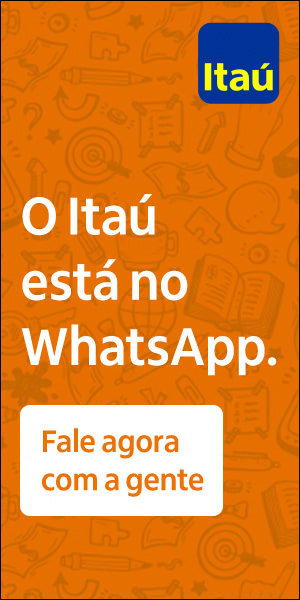 Itaú
O Itaú
está no
WhatsApp.
Fale agora
com a gente